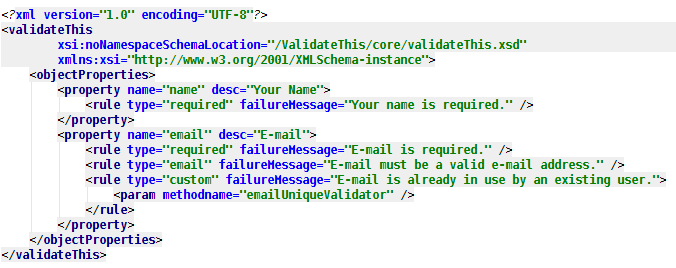 <?xml version="1.0" encoding="UTF-8"?>
<validateThis
xsi:noNamespaceSchemaLocation="/ValidateThis/core/validateThis.xsd"
xmlns:xsi="http://www.w3.org/2001/XMLSchema-instance">
<objectProperties>
<property name="name" desc="Your Name">
<rule type="required" failureMessage="Your name is required." />
</property>
<property name="email" desc="E-mail">
<rule type="required" failureMessage="E-mail is required." />
<rule type="email" failureMessage="E-mail must be a valid e-mail address." />
<rule type="custom" failureMessage="E-mail is already in use by an existing user.">
<param methodname="emailUniqueValidator" />
</rule>
</property>
</objectProperties>
</validateThis>